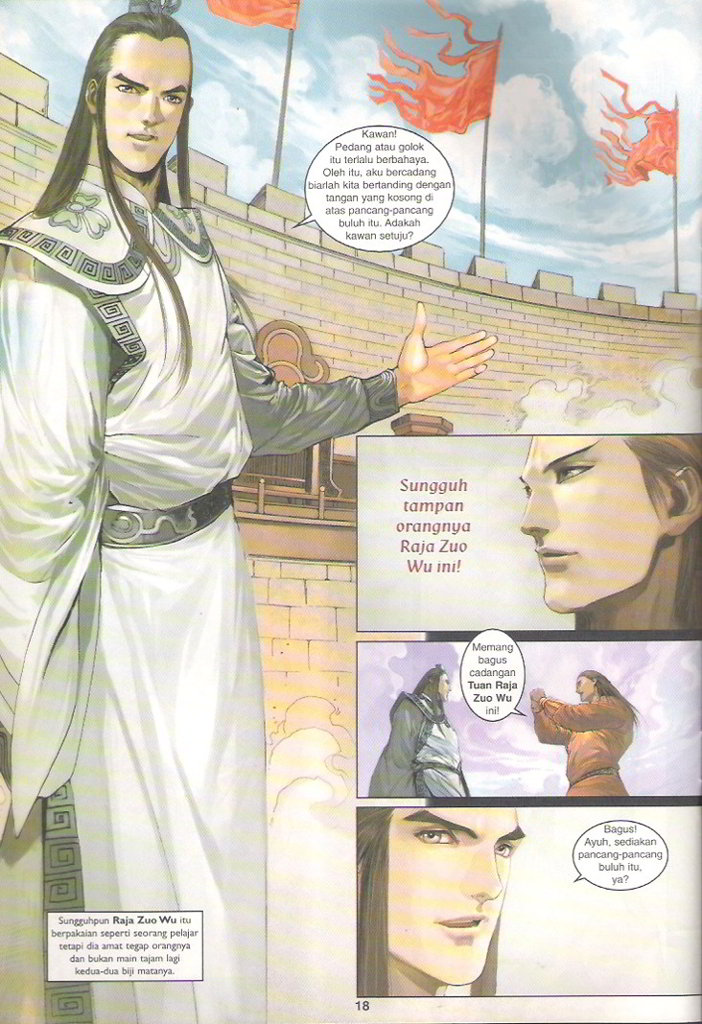 Kawan!
Pedang atau golok
itu terlalu berbahaya.
Oleh itu, aku bercadang
biarlah kita bertanding dengan
tangan yang kosong di
atas pancang-pancang
buluh itu. Adakah
kawan setuju?
Sungguh
tampan
orangnya
Raja Zuo
Wu ini!
Memang
bagus
cadangan
Tuan Raja
Zuo Wu
ini!
Bagus!
Ayuh, sediakan
pancang-pancang
buluh itu,
ya?
Sungguhpun Raja Zuo Wu itu
berpakaian seperti seorang pelajar
tetapi dia amat tegap orangnya
dan bukan main tajam lagi
kedua-dua biji matanya.
18